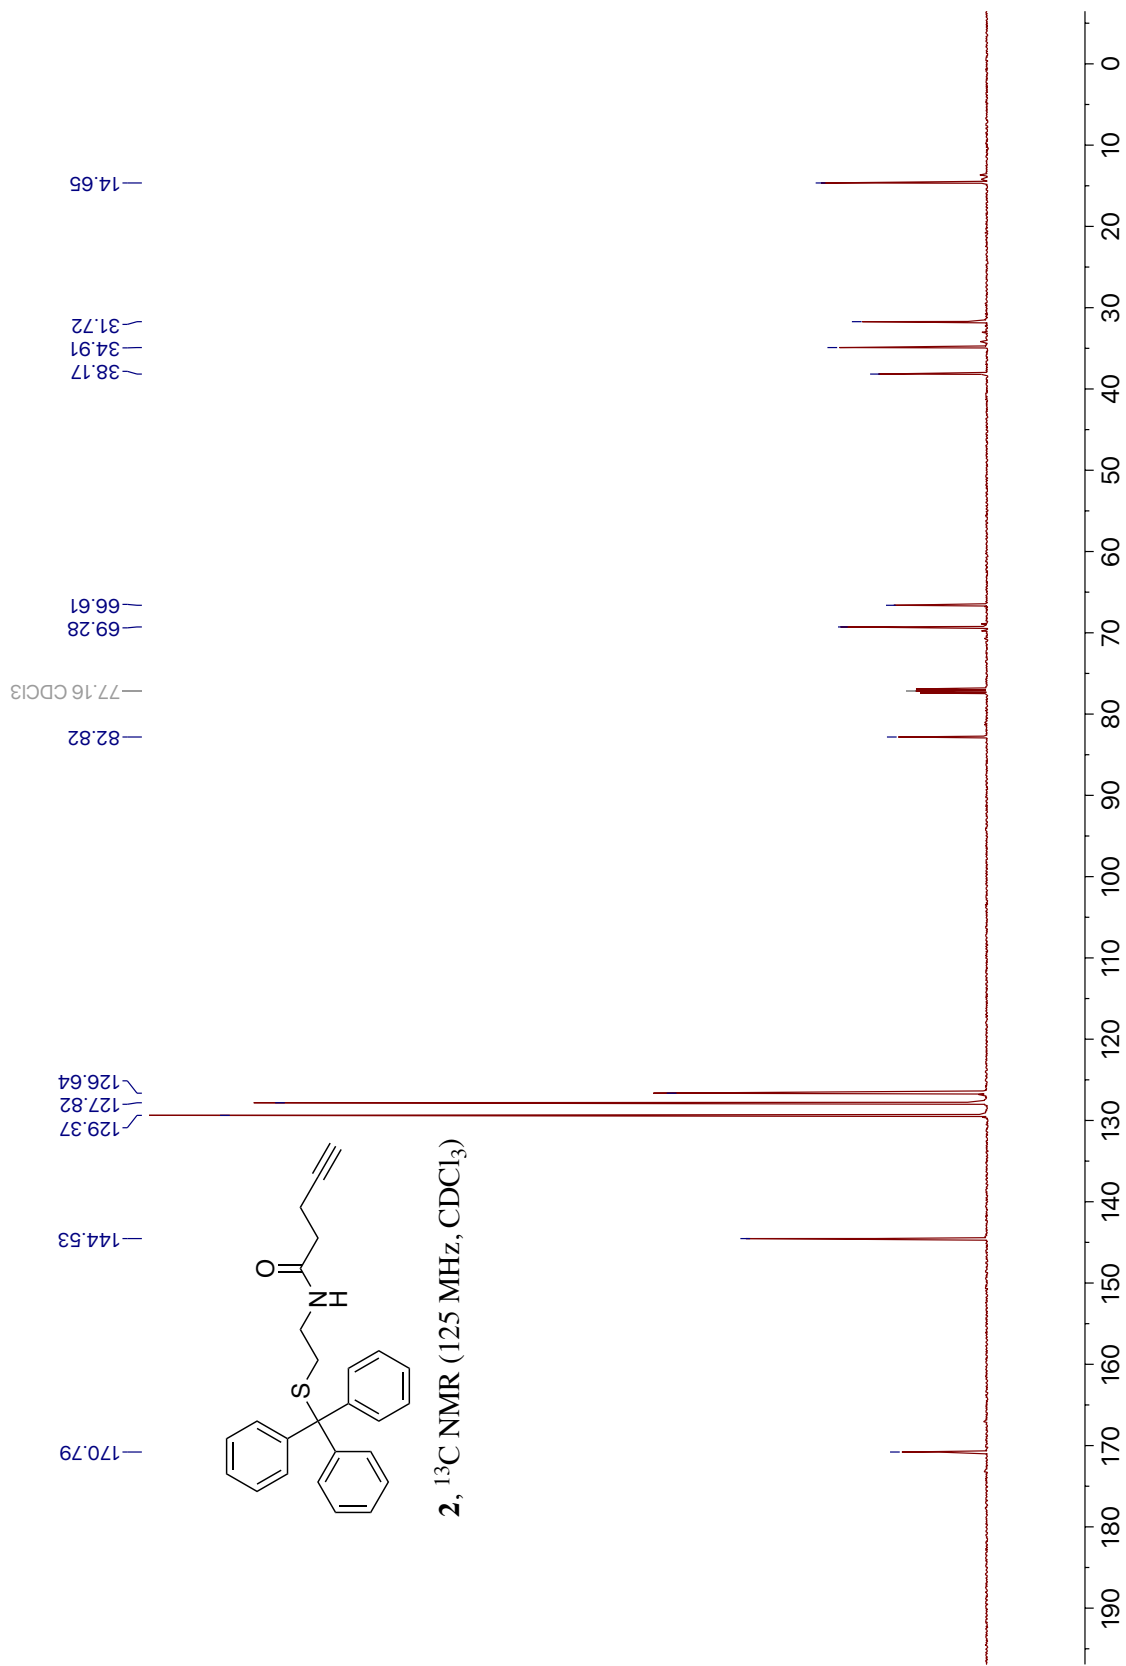 170.79
144.53
129.37
127.82
126.64
82.82
77.16 CDCl3
69.28
66.61
38.17
34.91
31.72
14.65
O
N
H
S
2, ¹³C NMR (125 MHz, CDCl₃)
190 180 170 160 150 140 130 120 110 100 90 80 70 60 50 40 30 20 10 0